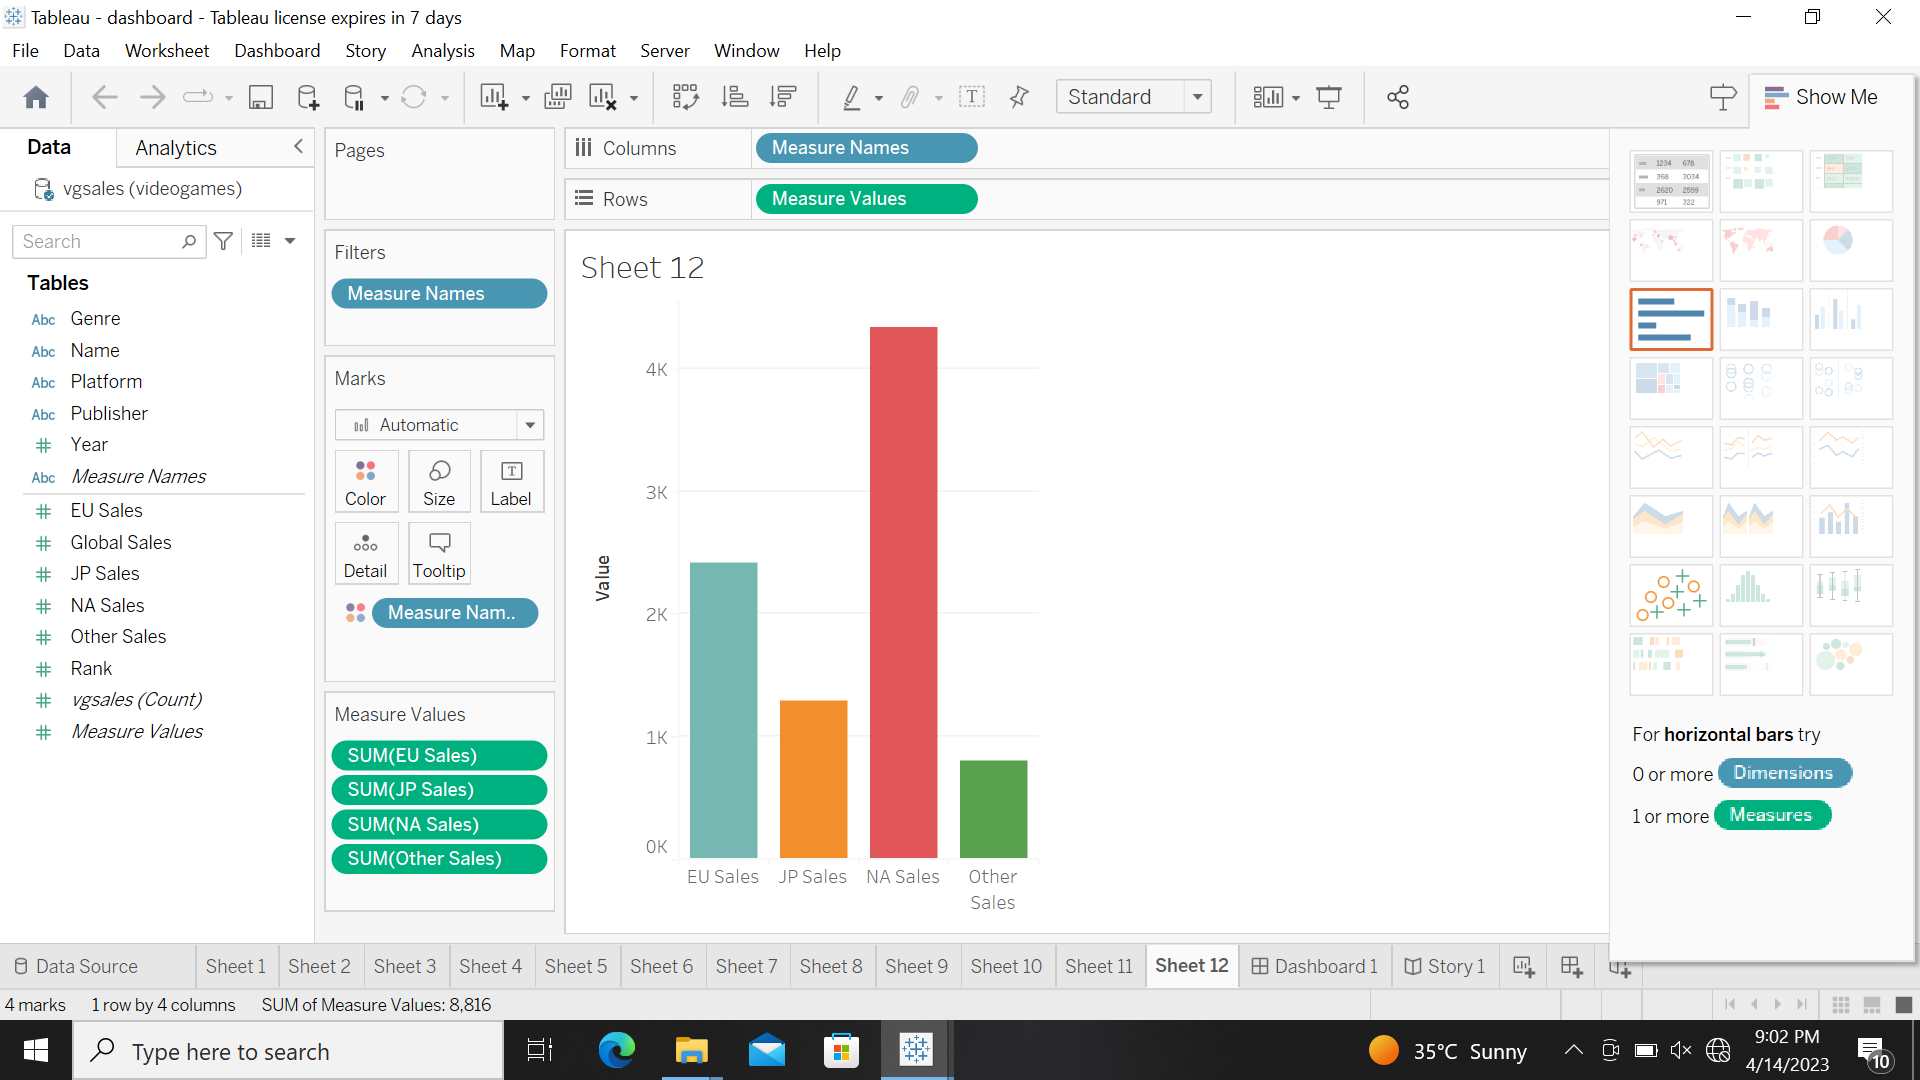 Tableau - dashboard - Tableau license expires in 7 days
File Data Worksheet Dashboard Story Analysis Map Format Server Window Help
Standard
Show Me
Data Analytics
vgsales (videogames)
Search
Tables
Abc Genre
Abc Name
Abc Platform
Abc Publisher
Year
Abc Measure Names
EU Sales
Global Sales
JP Sales
NA Sales
Other Sales
Rank
vgsales (Count)
Measure Values
Pages
Filters
Measure Names
Marks
Automatic
Color Size Label
Detail Tooltip
Measure Nam..
Measure Values
SUM(EU Sales)
SUM(JP Sales)
SUM(NA Sales)
SUM(Other Sales)
Columns Measure Names
Rows Measure Values
Sheet 12
4K
3K
2K
1K
0K
Value
EU Sales JP Sales NA Sales Other
Sales
1234 678
368 3034
2620 2559
971 322
For horizontal bars try
0 or more Dimensions
1 or more Measures
Data Source Sheet 1 Sheet 2 Sheet 3 Sheet 4 Sheet 5 Sheet 6 Sheet 7 Sheet 8 Sheet 9 Sheet 10 Sheet 11 Sheet 12 Dashboard 1 Story 1
4 marks 1 row by 4 columns SUM of Measure Values: 8,816
Type here to search
35°C Sunny
9:02 PM
4/14/2023
10